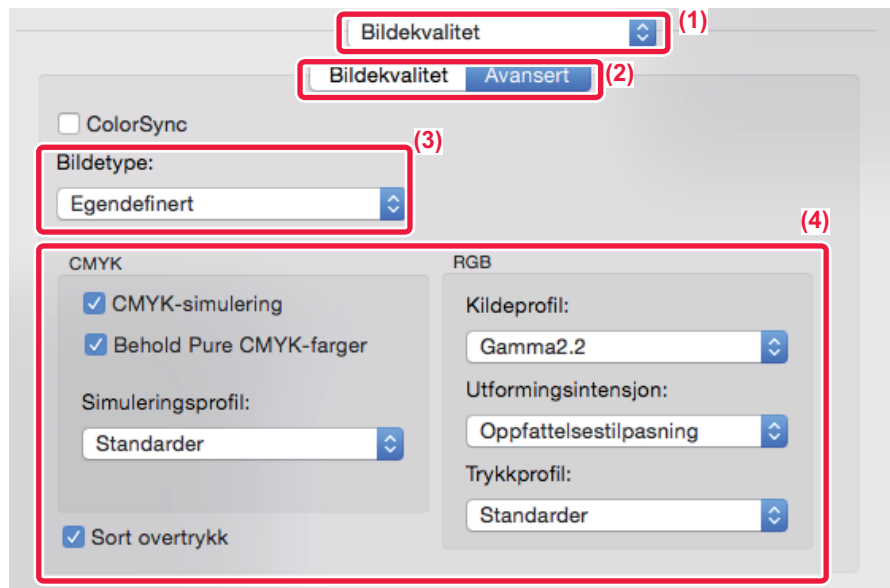 Bildekvalitet
(1)
Bildekvalitet Avansert
(2)
ColorSync
(3)
Bildetype:
Egendefinert
(4)
CMYK
CMYK-simulering
Behold Pure CMYK-farger
Simuleringsprofil:
Standarder
Sort overtrykk
RGB
Kildeprofil:
Gamma2.2
Utformingsintensjon:
Oppfattelsestilpasning
Trykkprofil:
Standarder